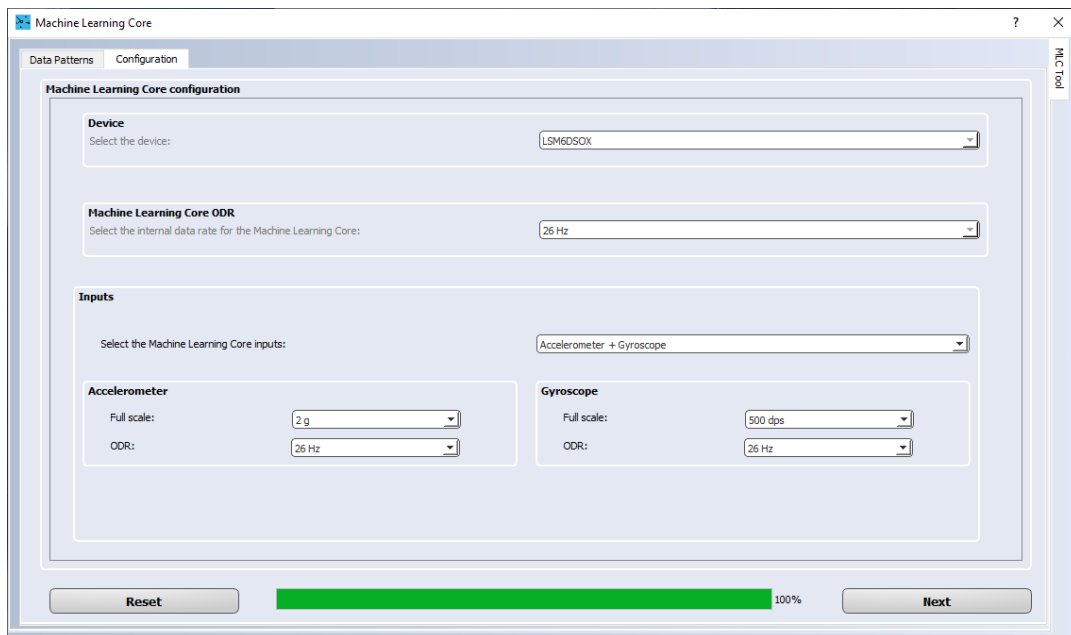 Machine Learning Core
? ×
MLC Tool
Data Patterns Configuration
Machine Learning Core configuration
Device
Select the device: LSM6DSOX
Machine Learning Core ODR
Select the internal data rate for the Machine Learning Core: 26 Hz
Inputs
Select the Machine Learning Core inputs: Accelerometer + Gyroscope
Accelerometer
Full scale: 2 g
ODR: 26 Hz
Gyroscope
Full scale: 500 dps
ODR: 26 Hz
Reset 100% Next